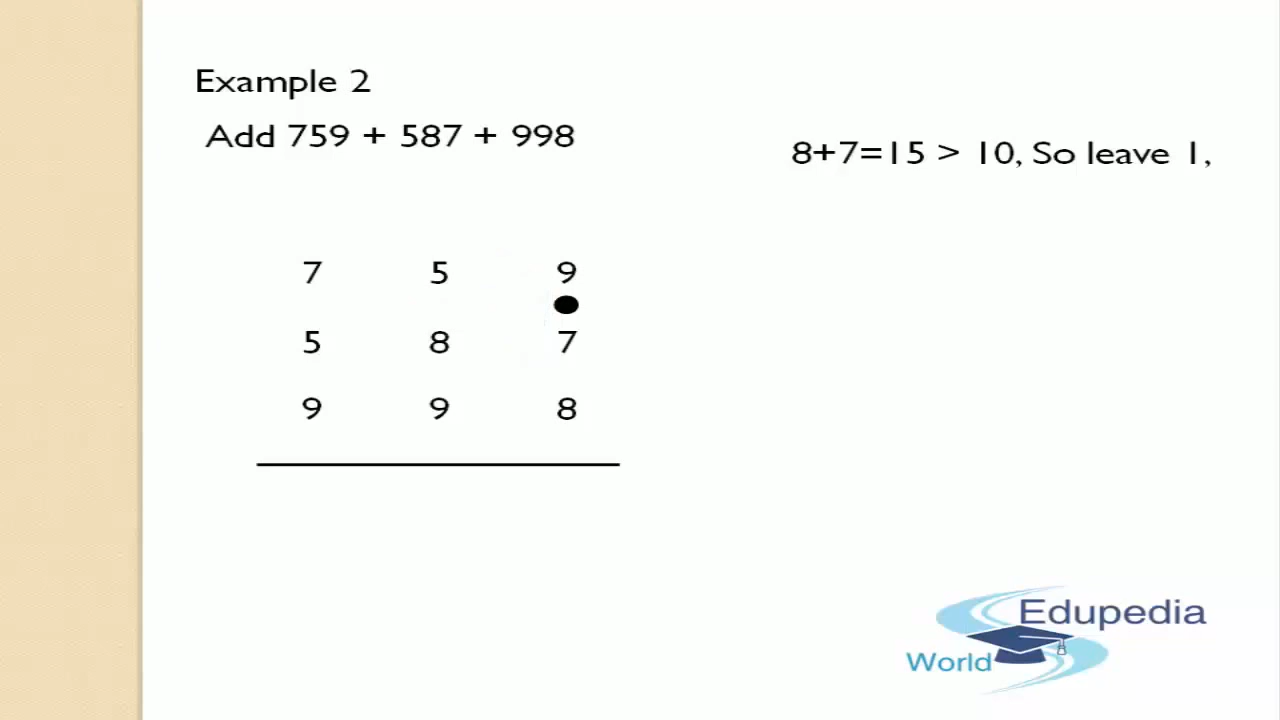 Example 2
Add 759 + 587 + 998
8+7=15 > 10, So leave 1,
7 5 9
5 8 7
9 9 8
Edupedia
World